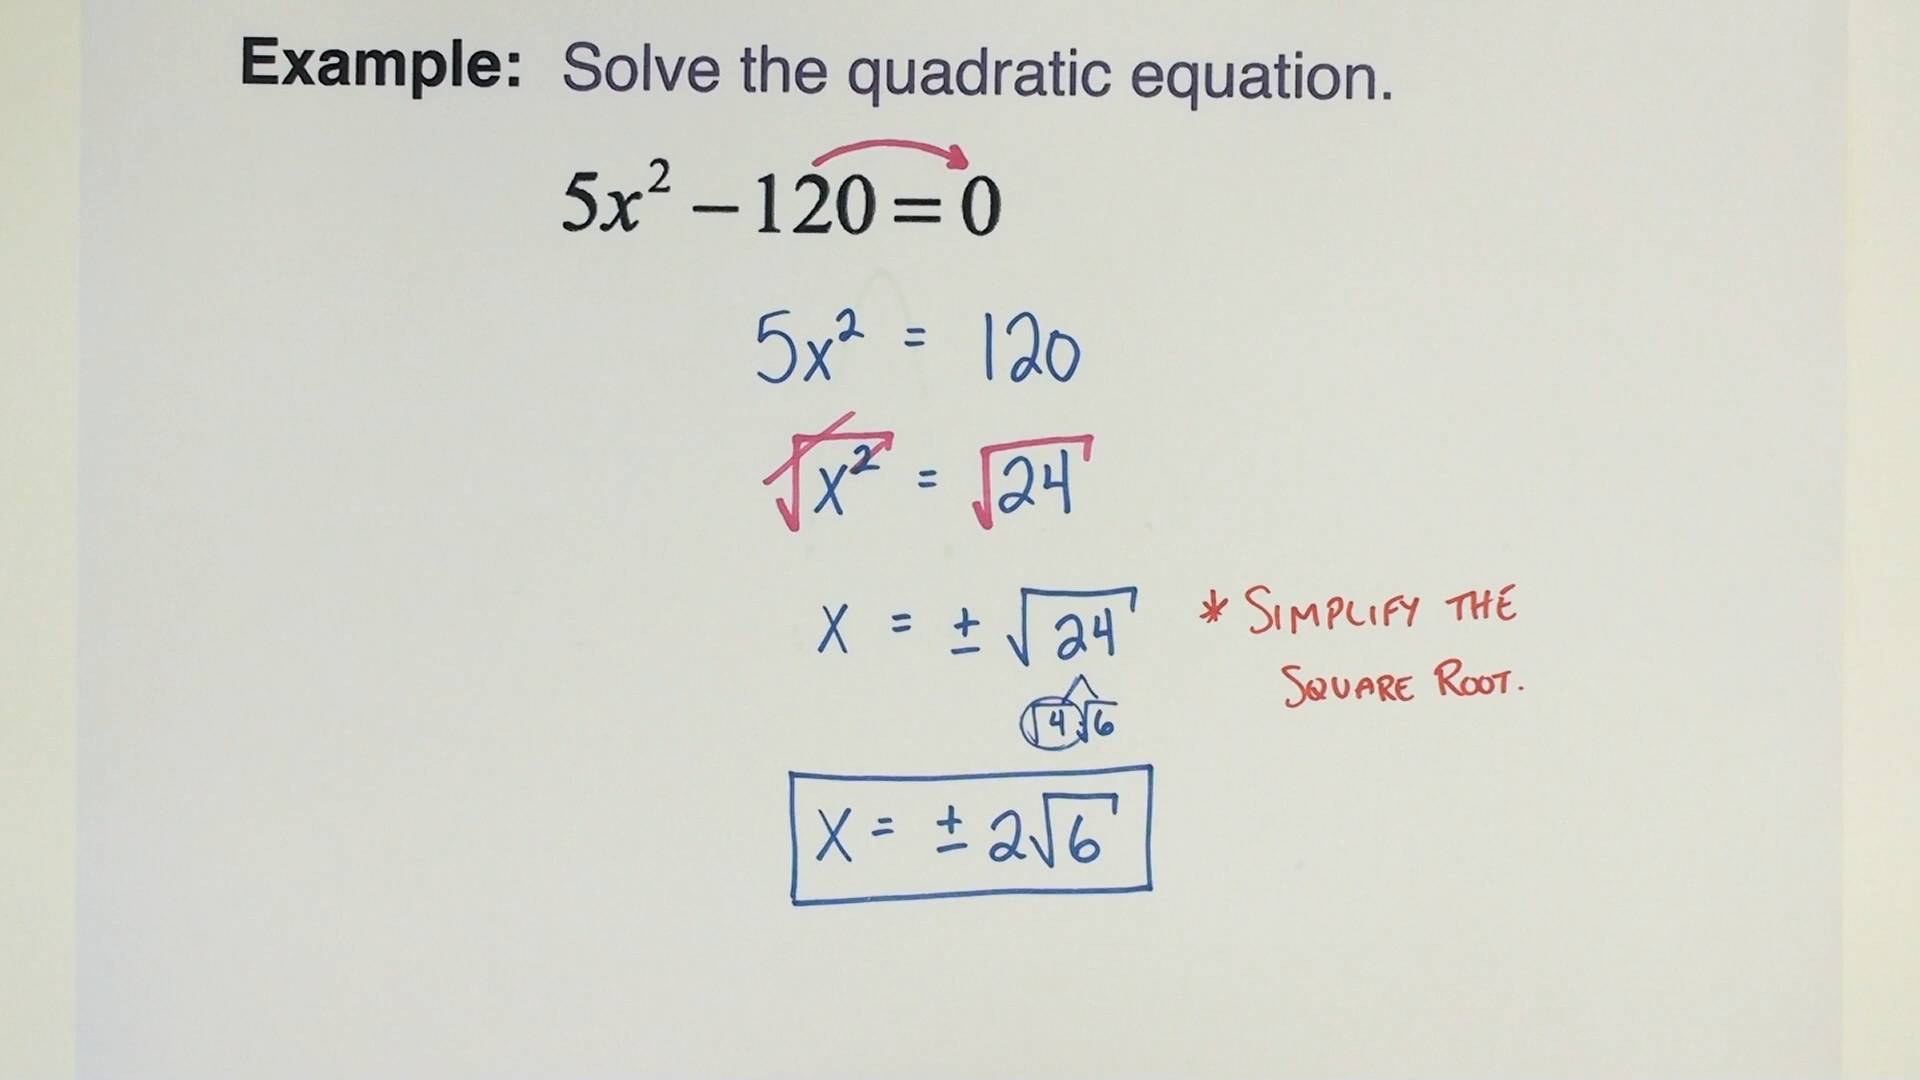 Example: Solve the quadratic equation.
5x² − 120 = 0
5x² = 120
√x² = √24
x = ± √24
* SIMPLIFY THE
SQUARE ROOT.
√4 √6
x = ± 2√6